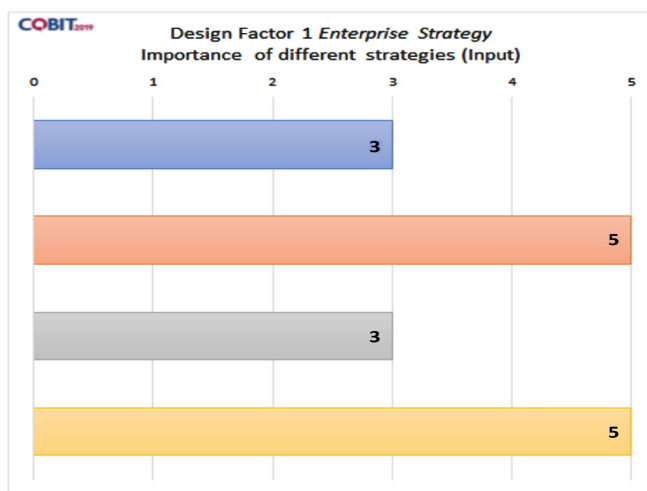 COBIT2019
Design Factor 1 Enterprise Strategy
Importance of different strategies (Input)
0 1 2 3 4 5
3
5
3
5